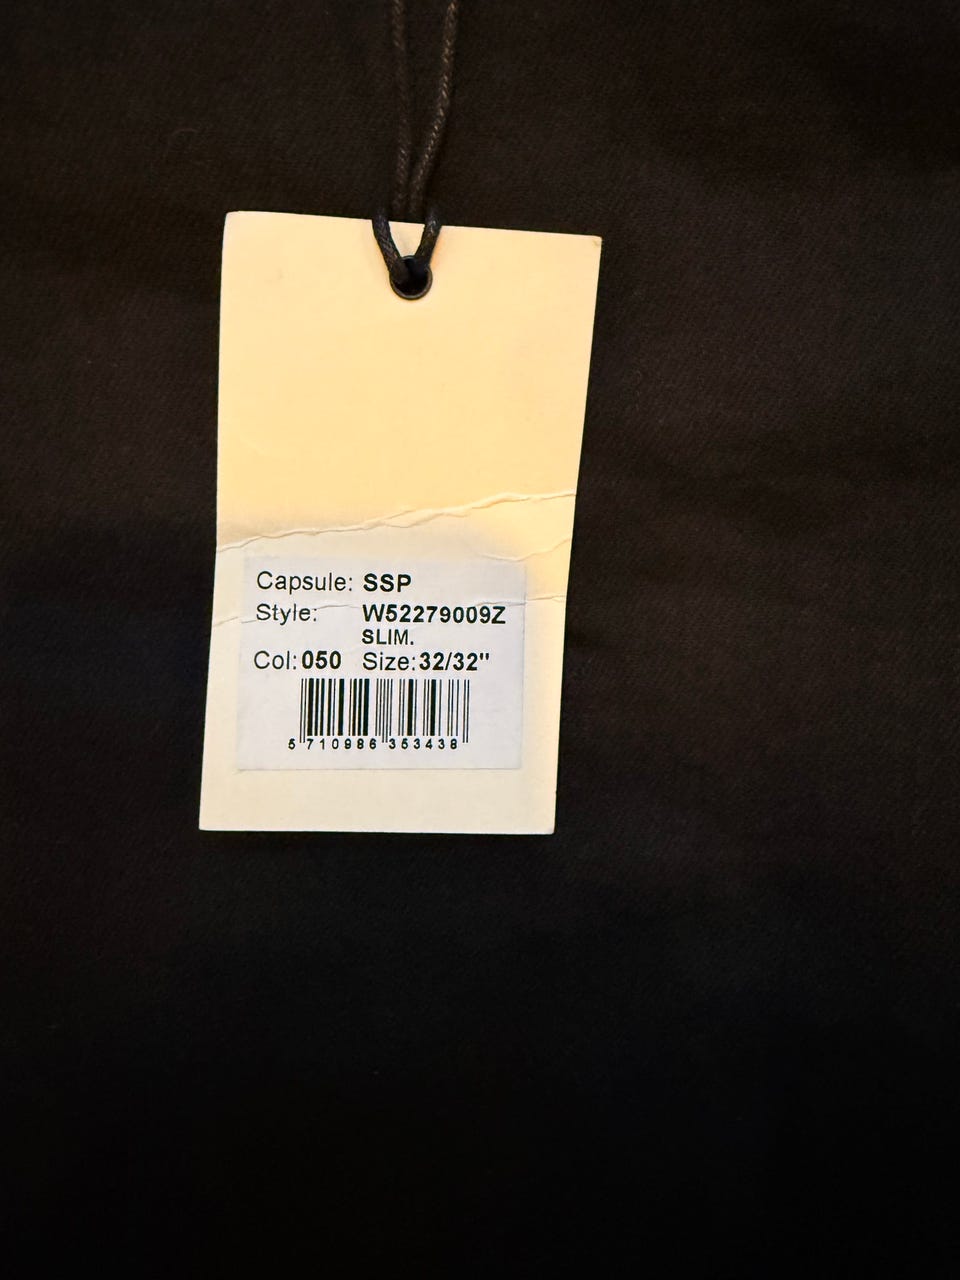 Capsule: SSP
Style: W52279009Z
SLIM.
Col: 050 Size: 32/32"
5 710986 353438